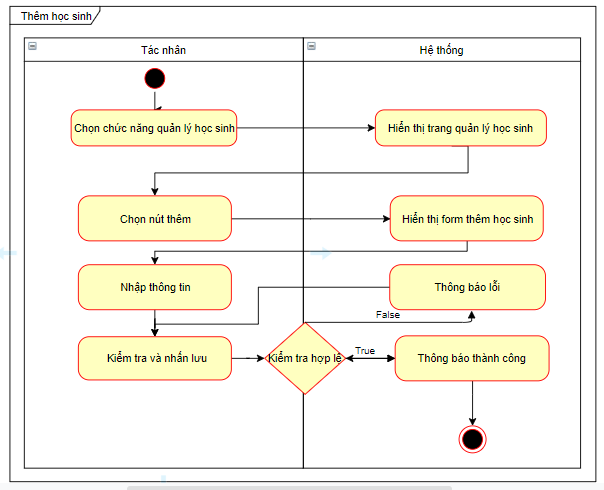 Thêm học sinh
Tác nhân
Hệ thống
Chọn chức năng quản lý học sinh
Hiển thị trang quản lý học sinh
Chọn nút thêm
Hiển thị form thêm học sinh
Nhập thông tin
Thông báo lỗi
False
Kiểm tra và nhấn lưu
Kiểm tra hợp lệ
True
Thông báo thành công